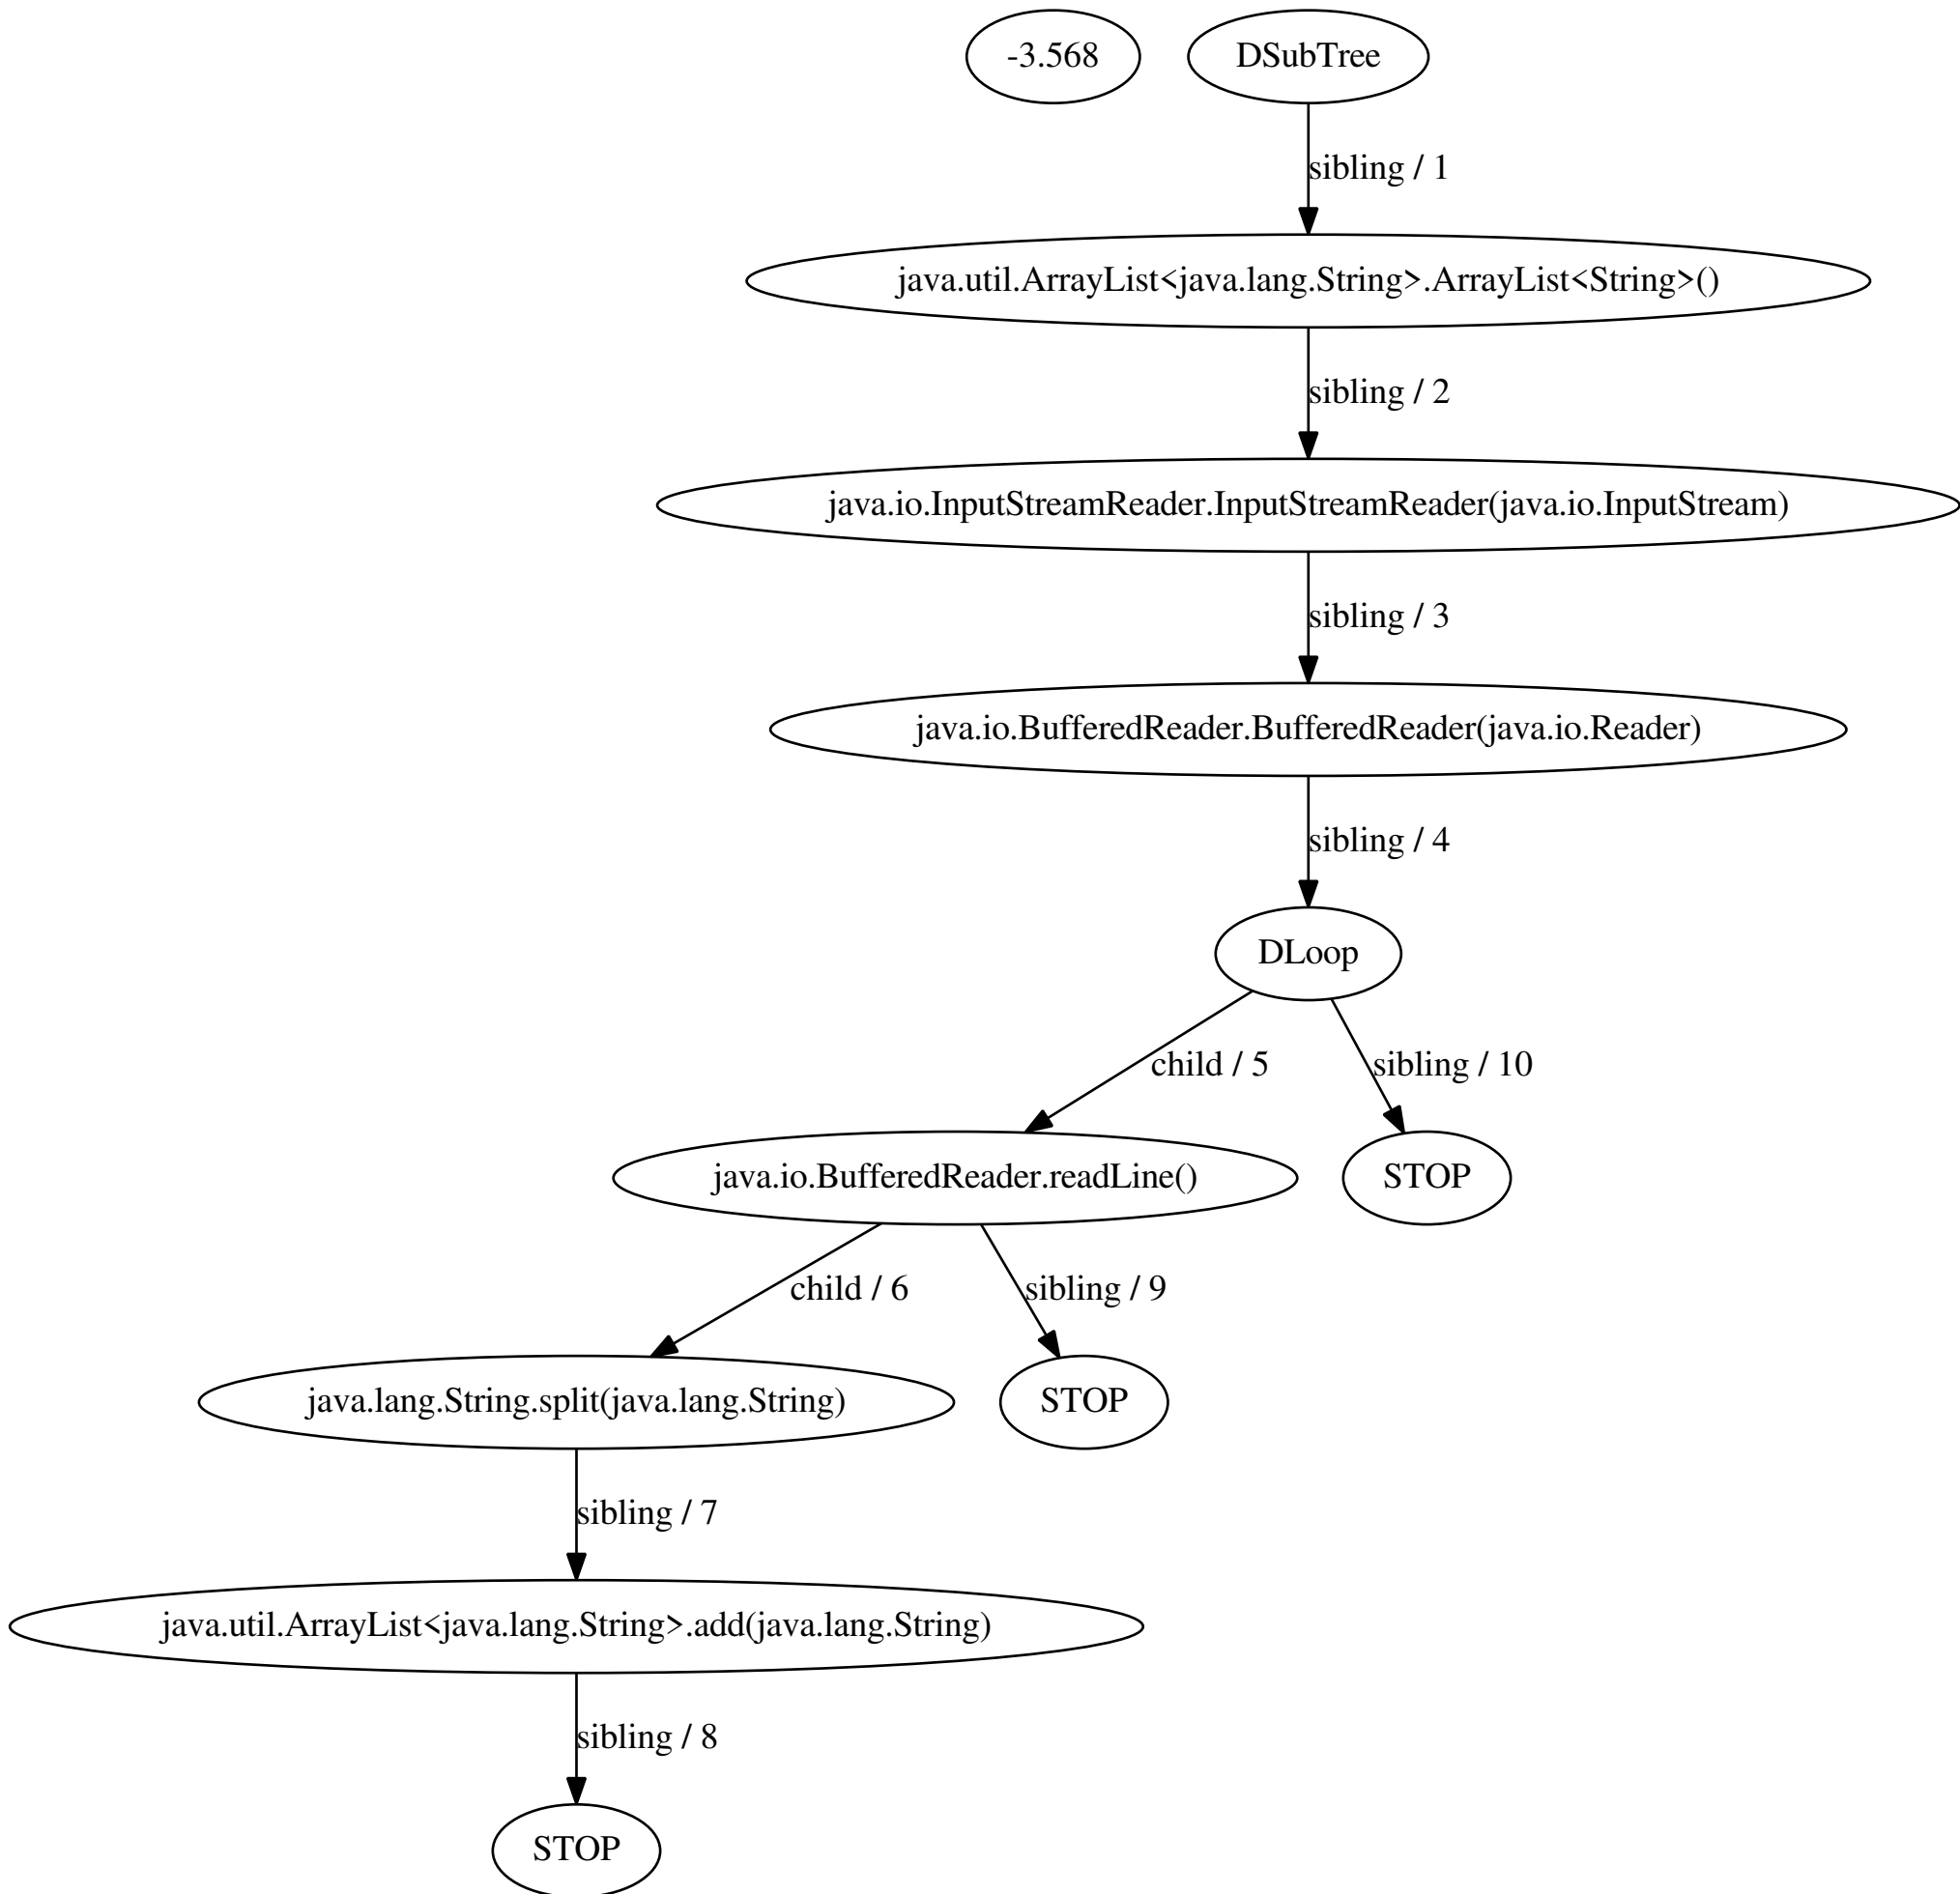 -3.568
DSubTree
sibling / 1
java.util.ArrayList<java.lang.String>.ArrayList<String>()
sibling / 2
java.io.InputStreamReader.InputStreamReader(java.io.InputStream)
sibling / 3
java.io.BufferedReader.BufferedReader(java.io.Reader)
sibling / 4
DLoop
child / 5
sibling / 10
java.io.BufferedReader.readLine()
STOP
child / 6
sibling / 9
java.lang.String.split(java.lang.String)
STOP
sibling / 7
java.util.ArrayList<java.lang.String>.add(java.lang.String)
sibling / 8
STOP